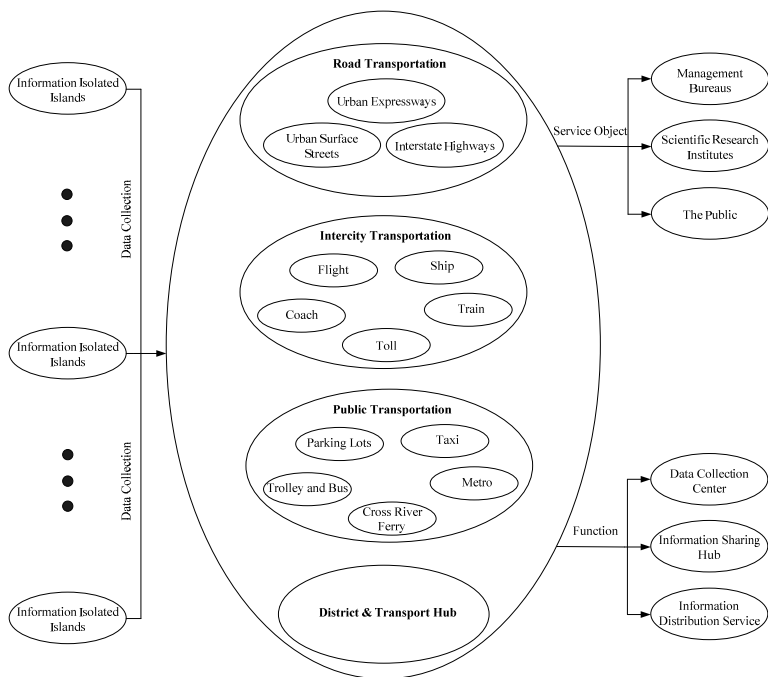 Information Isolated
Islands
Data Collection
Information Isolated
Islands
Data Collection
Information Isolated
Islands
Road Transportation
Urban Expressways
Urban Surface
Streets
Interstate Highways
Intercity Transportation
Flight
Ship
Coach
Train
Toll
Public Transportation
Parking Lots
Taxi
Trolley and Bus
Metro
Cross River
Ferry
District & Transport Hub
Service Object
Management
Bureaus
Scientific Research
Institutes
The Public
Function
Data Collection
Center
Information Sharing
Hub
Information
Distribution Service